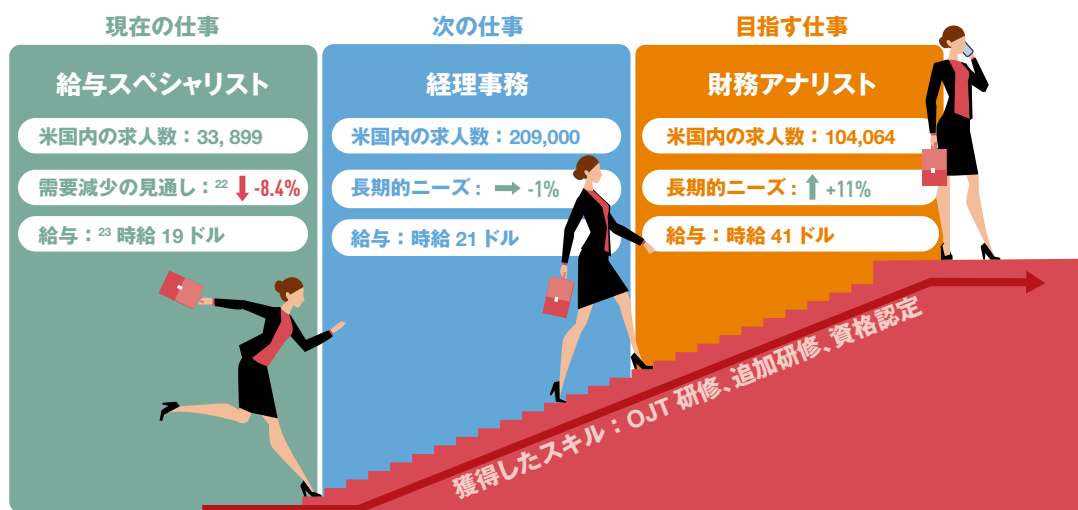 現在の仕事
給与スペシャリスト
米国内の求人数：33, 899
需要減少の見通し：22 -8.4%
給与：23 時給 19 ドル
次の仕事
経理事務
米国内の求人数：209,000
長期的ニーズ： -1%
給与：時給 21 ドル
目指す仕事
財務アナリスト
米国内の求人数：104,064
長期的ニーズ： +11%
給与：時給 41 ドル
獲得したスキル：OJT 研修、追加研修、資格認定